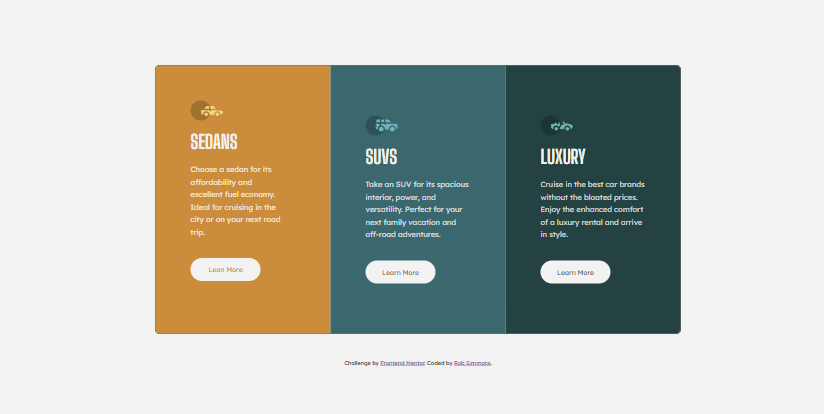 SEDANS
Choose a sedan for its
affordability and
excellent fuel economy.
Ideal for cruising in the
city or on your next road
trip.
Lean More
SUVS
Take an SUV for its spacious
interior, power, and
versatility. Perfect for your
next family vacation and
off-road adventures.
Learn More
LUXURY
Cruise in the best car brands
without the bloated prices.
Enjoy the enhanced comfort
of a luxury rental and arrive
in style.
Learn More
Challenge by Frontend Mentor. Coded by Rob Simmons.